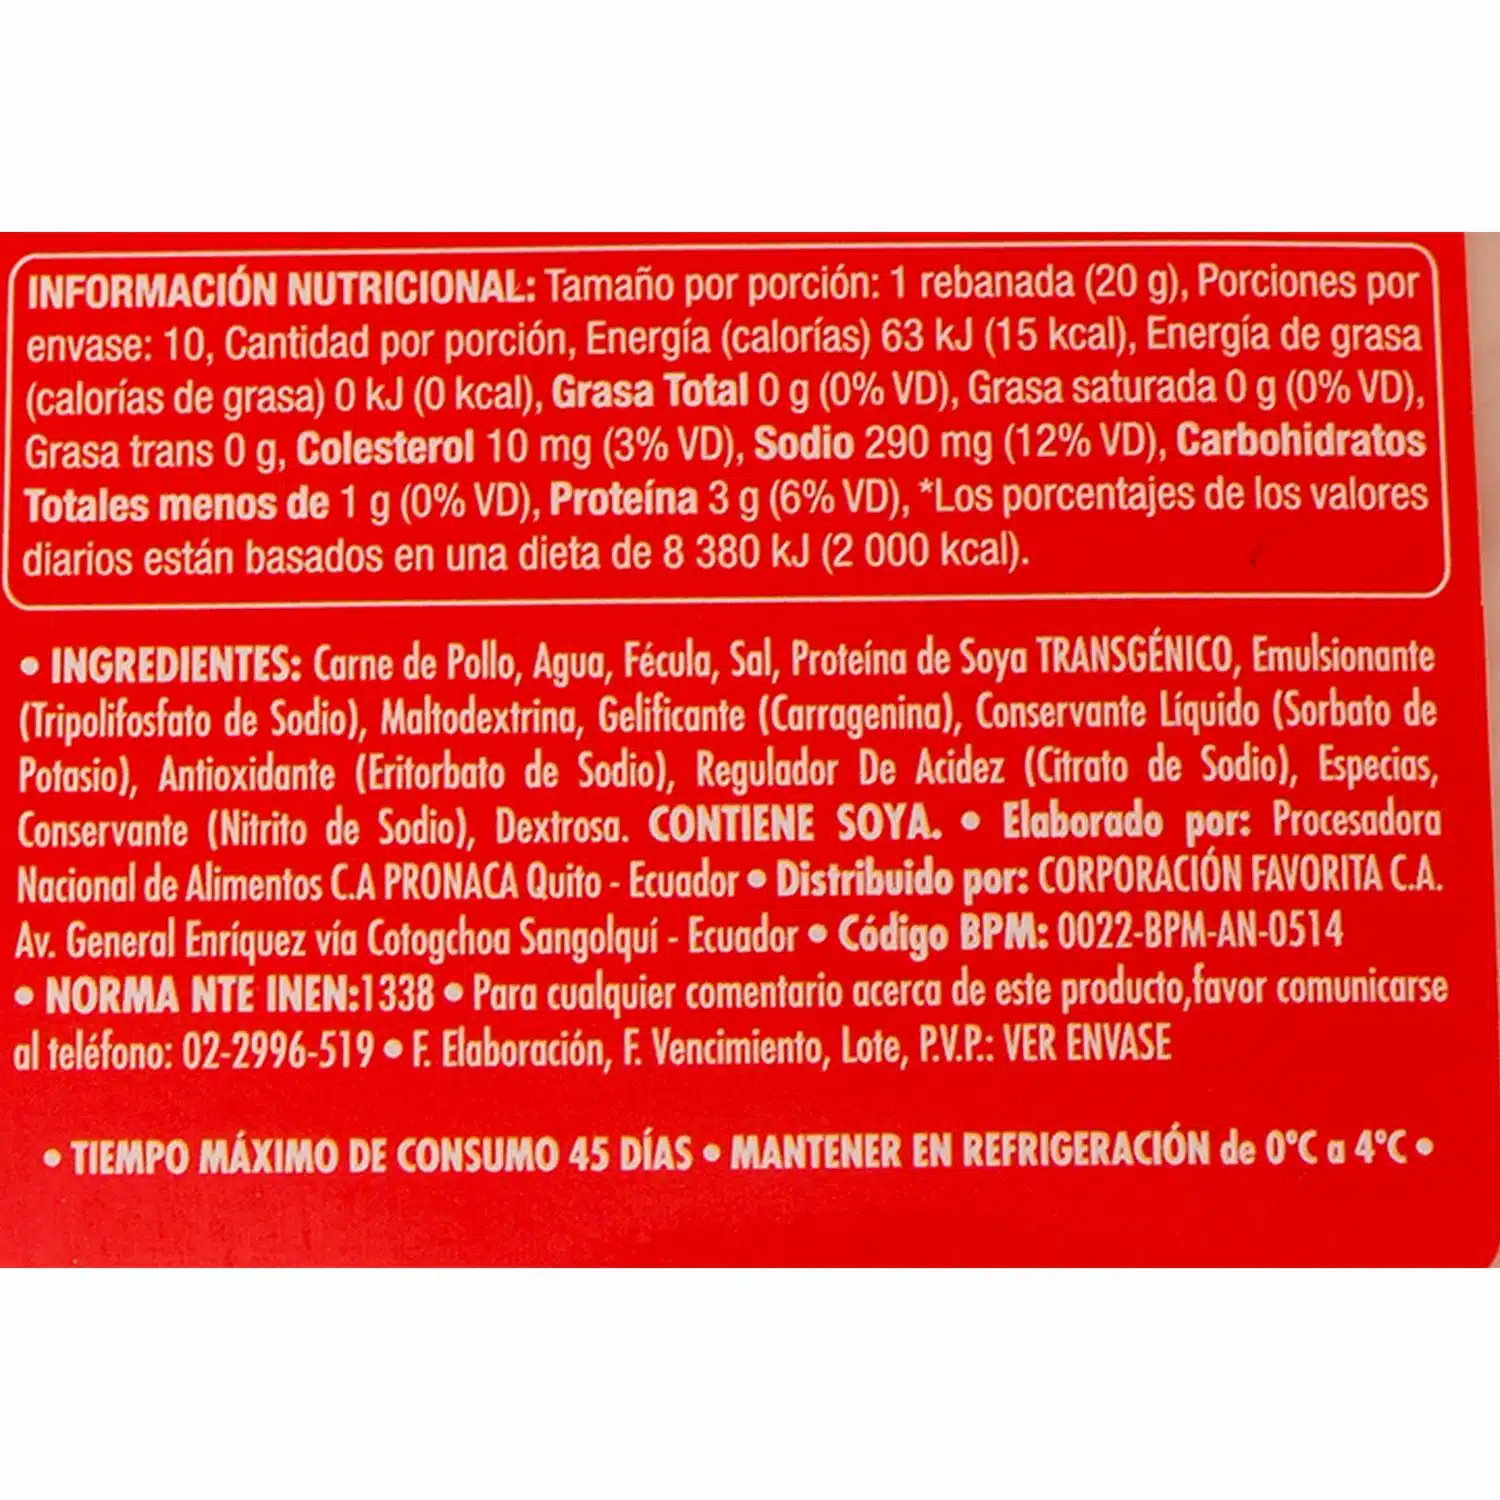 INFORMACIÓN NUTRICIONAL: Tamaño por porción: 1 rebanada (20 g), Porciones por
envase: 10, Cantidad por porción, Energía (calorías) 63 kJ (15 kcal), Energía de grasa
(calorías de grasa) 0 kJ (0 kcal), Grasa Total 0 g (0% VD), Grasa saturada 0 g (0% VD),
Grasa trans 0 g, Colesterol 10 mg (3% VD), Sodio 290 mg (12% VD), Carbohidratos
Totales menos de 1 g (0% VD), Proteína 3 g (6% VD), *Los porcentajes de los valores
diarios están basados en una dieta de 8 380 kJ (2 000 kcal).
• INGREDIENTES: Carne de Pollo, Agua, Fécula, Sal, Proteína de Soya TRANSGÉNICO, Emulsionante
(Tripolifosfato de Sodio), Maltodextrina, Gelificante (Carragenina), Conservante Líquido (Sorbato de
Potasio), Antioxidante (Eritorbato de Sodio), Regulador De Acidez (Citrato de Sodio), Especias,
Conservante (Nitrito de Sodio), Dextrosa. CONTIENE SOYA. • Elaborado por: Procesadora
Nacional de Alimentos C.A PRONACA Quito - Ecuador • Distribuido por: CORPORACIÓN FAVORITA C.A.
Av. General Enríquez vía Cotogchoa Sangolquí - Ecuador • Código BPM: 0022-BPM-AN-0514
• NORMA NTE INEN:1338 • Para cualquier comentario acerca de este producto,favor comunicarse
al teléfono: 02-2996-519 • F. Elaboración, F. Vencimiento, Lote, P.V.P.: VER ENVASE
• TIEMPO MÁXIMO DE CONSUMO 45 DÍAS • MANTENER EN REFRIGERACIÓN de 0°C a 4°C •